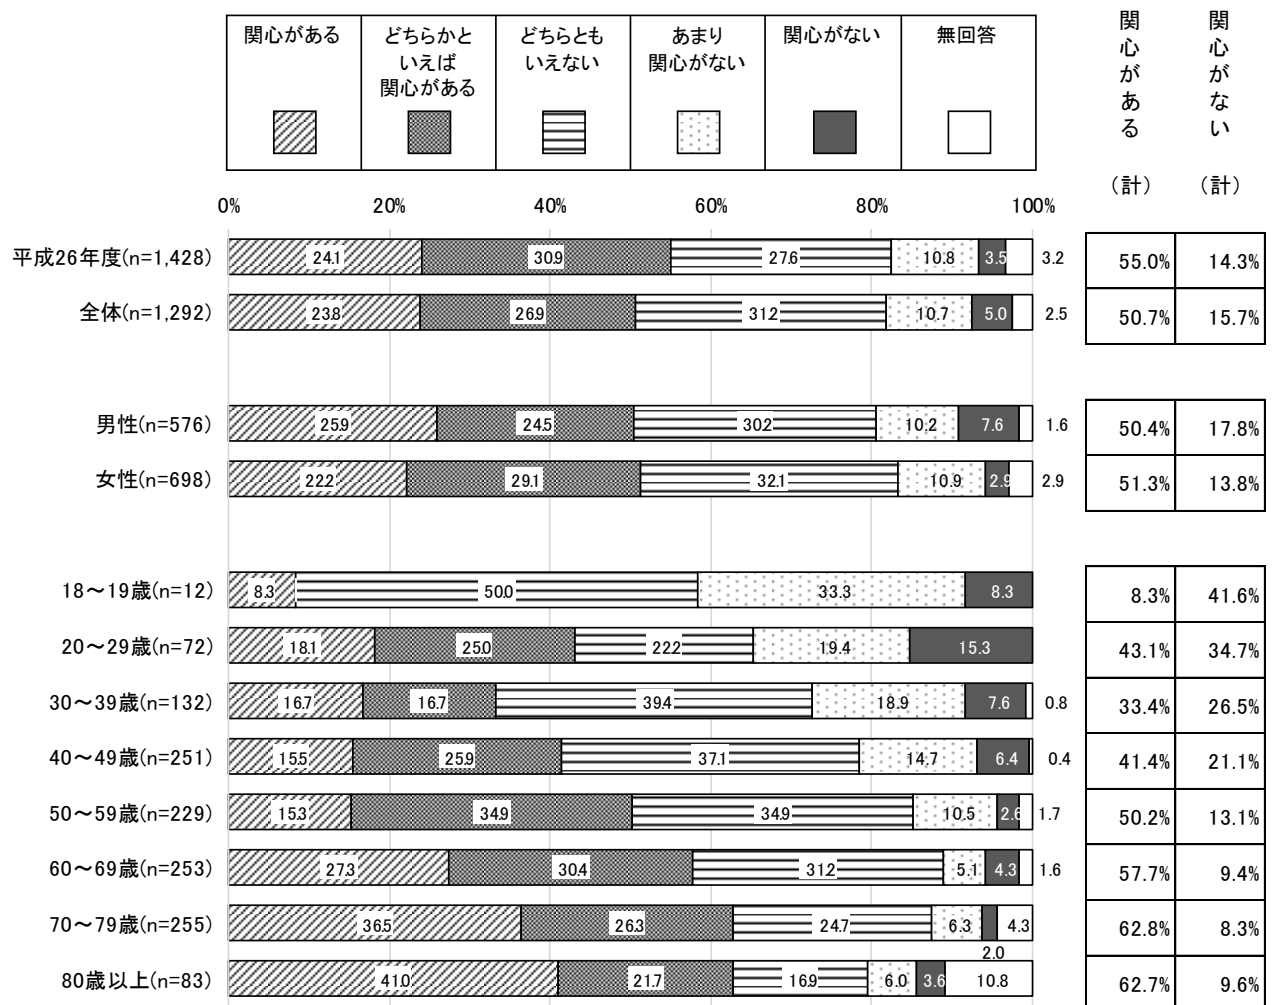 関心がある
どちらかと
いえば
関心がある
どちらとも
いえない
あまり
関心がない
関心がない
無回答
関心がある
（計）
関心がない
（計）
0% 20% 40% 60% 80% 100%
平成26年度(n=1,428) 24.1 30.9 27.6 10.8 3.5 3.2 55.0% 14.3%
全体(n=1,292) 23.8 26.9 31.2 10.7 5.0 2.5 50.7% 15.7%
男性(n=576) 25.9 24.5 30.2 10.2 7.6 1.6 50.4% 17.8%
女性(n=698) 22.2 29.1 32.1 10.9 2.9 2.9 51.3% 13.8%
18～19歳(n=12) 8.3 50.0 33.3 8.3 8.3% 41.6%
20～29歳(n=72) 18.1 25.0 22.2 19.4 15.3 43.1% 34.7%
30～39歳(n=132) 16.7 16.7 39.4 18.9 7.6 0.8 33.4% 26.5%
40～49歳(n=251) 15.5 25.9 37.1 14.7 6.4 0.4 41.4% 21.1%
50～59歳(n=229) 15.3 34.9 34.9 10.5 2.6 1.7 50.2% 13.1%
60～69歳(n=253) 27.3 30.4 31.2 5.1 4.3 1.6 57.7% 9.4%
70～79歳(n=255) 36.5 26.3 24.7 6.3 2.0 4.3 62.8% 8.3%
80歳以上(n=83) 41.0 21.7 16.9 6.0 3.6 10.8 62.7% 9.6%